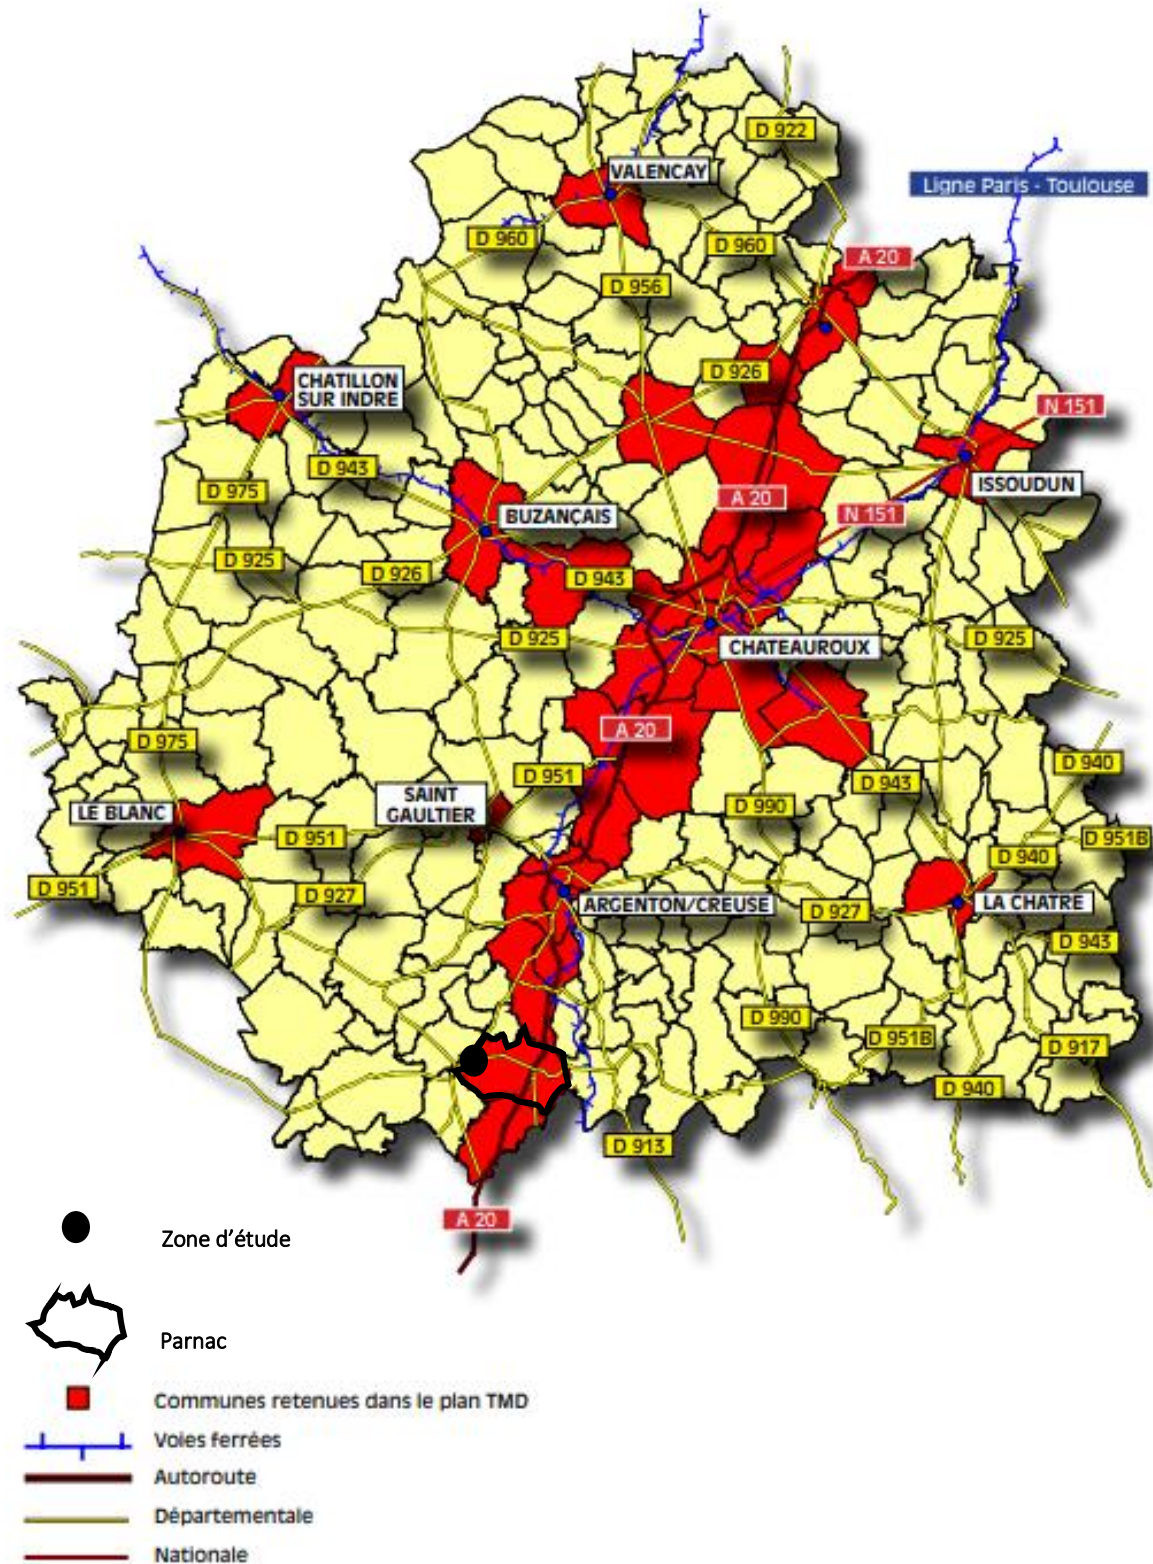 D 922
VALENCAY
Ligne Paris - Toulouse
D 960
D 960
A 20
D 956
D 926
CHATILLON
SUR INDRE
N 151
D 943
D 975
ISSOUDUN
A 20
BUZANÇAIS
N 151
D 925
D 926
D 943
D 925
D 925
CHATEAUROUX
A 20
D 975
D 940
D 951
D 943
SAINT
GAULTIER
D 990
LE BLANC
D 951
D 951B
D 940
D 951
D 927
ARGENTON/CREUSE
D 927
LA CHATRE
D 943
D 990
D 951B
D 917
D 940
D 913
A 20
Zone d'étude
Parnac
Communes retenues dans le plan TMD
Voies ferrées
Autoroute
Départementale
Nationale